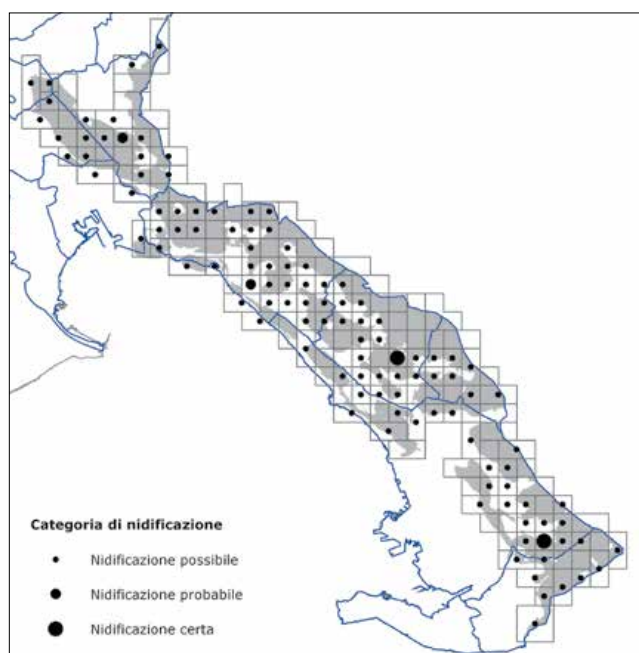 Categoria di nidificazione
Nidificazione possibile
Nidificazione probabile
Nidificazione certa